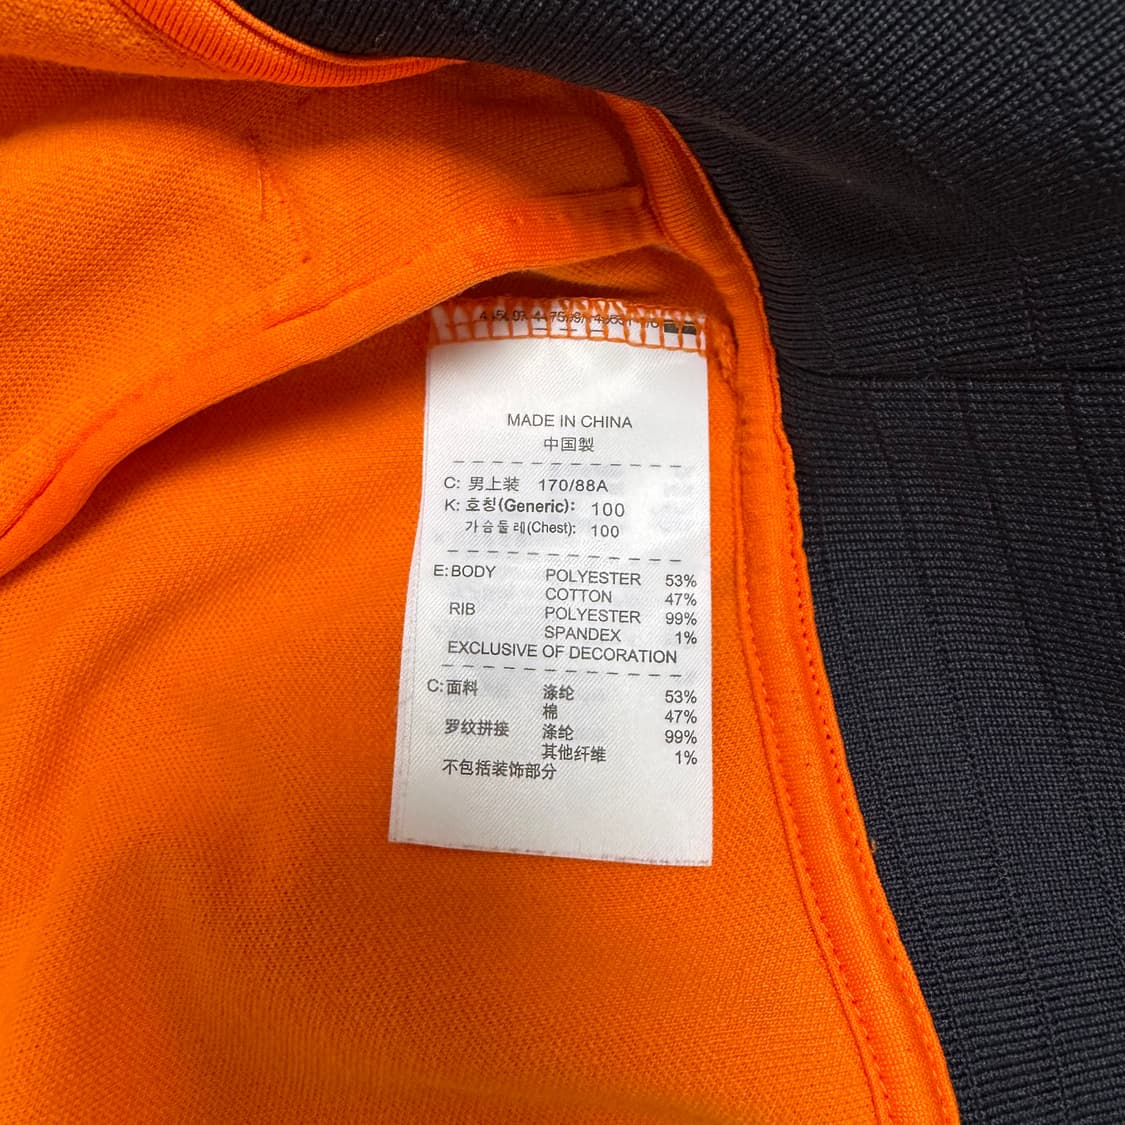 MADE IN CHINA
中国製
C: 男上装 170/88A
K: 호칭(Generic): 100
가슴둘레(Chest): 100
E: BODY POLYESTER 53%
COTTON 47%
RIB POLYESTER 99%
SPANDEX 1%
EXCLUSIVE OF DECORATION
C: 面料 涤纶 53%
棉 47%
罗纹拼接 涤纶 99%
其他纤维 1%
不包括装饰部分